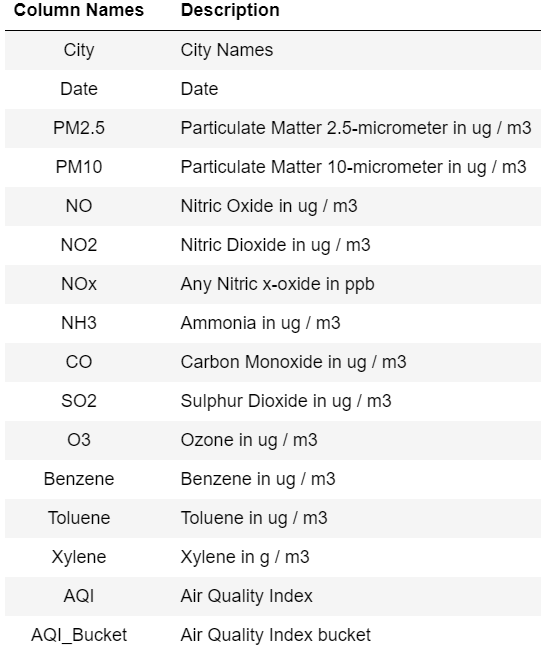 Column Names Description
City City Names
Date Date
PM2.5 Particulate Matter 2.5-micrometer in ug / m3
PM10 Particulate Matter 10-micrometer in ug / m3
NO Nitric Oxide in ug / m3
NO2 Nitric Dioxide in ug / m3
NOx Any Nitric x-oxide in ppb
NH3 Ammonia in ug / m3
CO Carbon Monoxide in ug / m3
SO2 Sulphur Dioxide in ug / m3
O3 Ozone in ug / m3
Benzene Benzene in ug / m3
Toluene Toluene in ug / m3
Xylene Xylene in g / m3
AQI Air Quality Index
AQI_Bucket Air Quality Index bucket